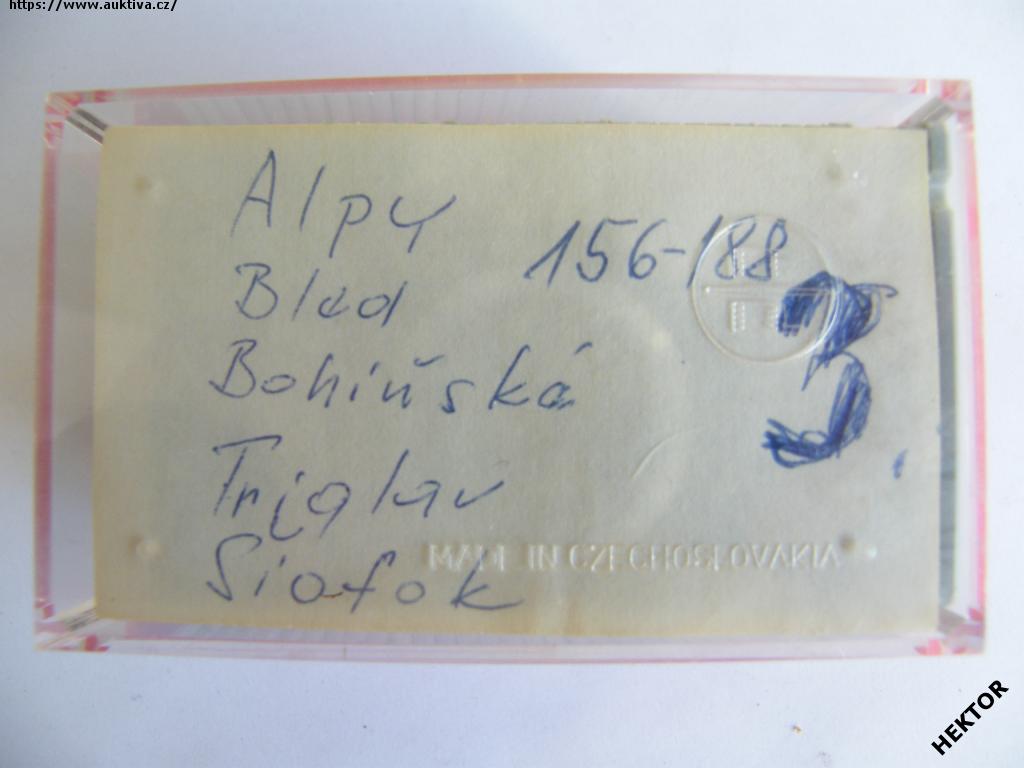 https://www.auktiva.cz/
Alpy
156-188
Bled
3.
Bohiňská
Triglav
Siofok
MADE IN CZECHOSLOVAKIA
HEKTOR